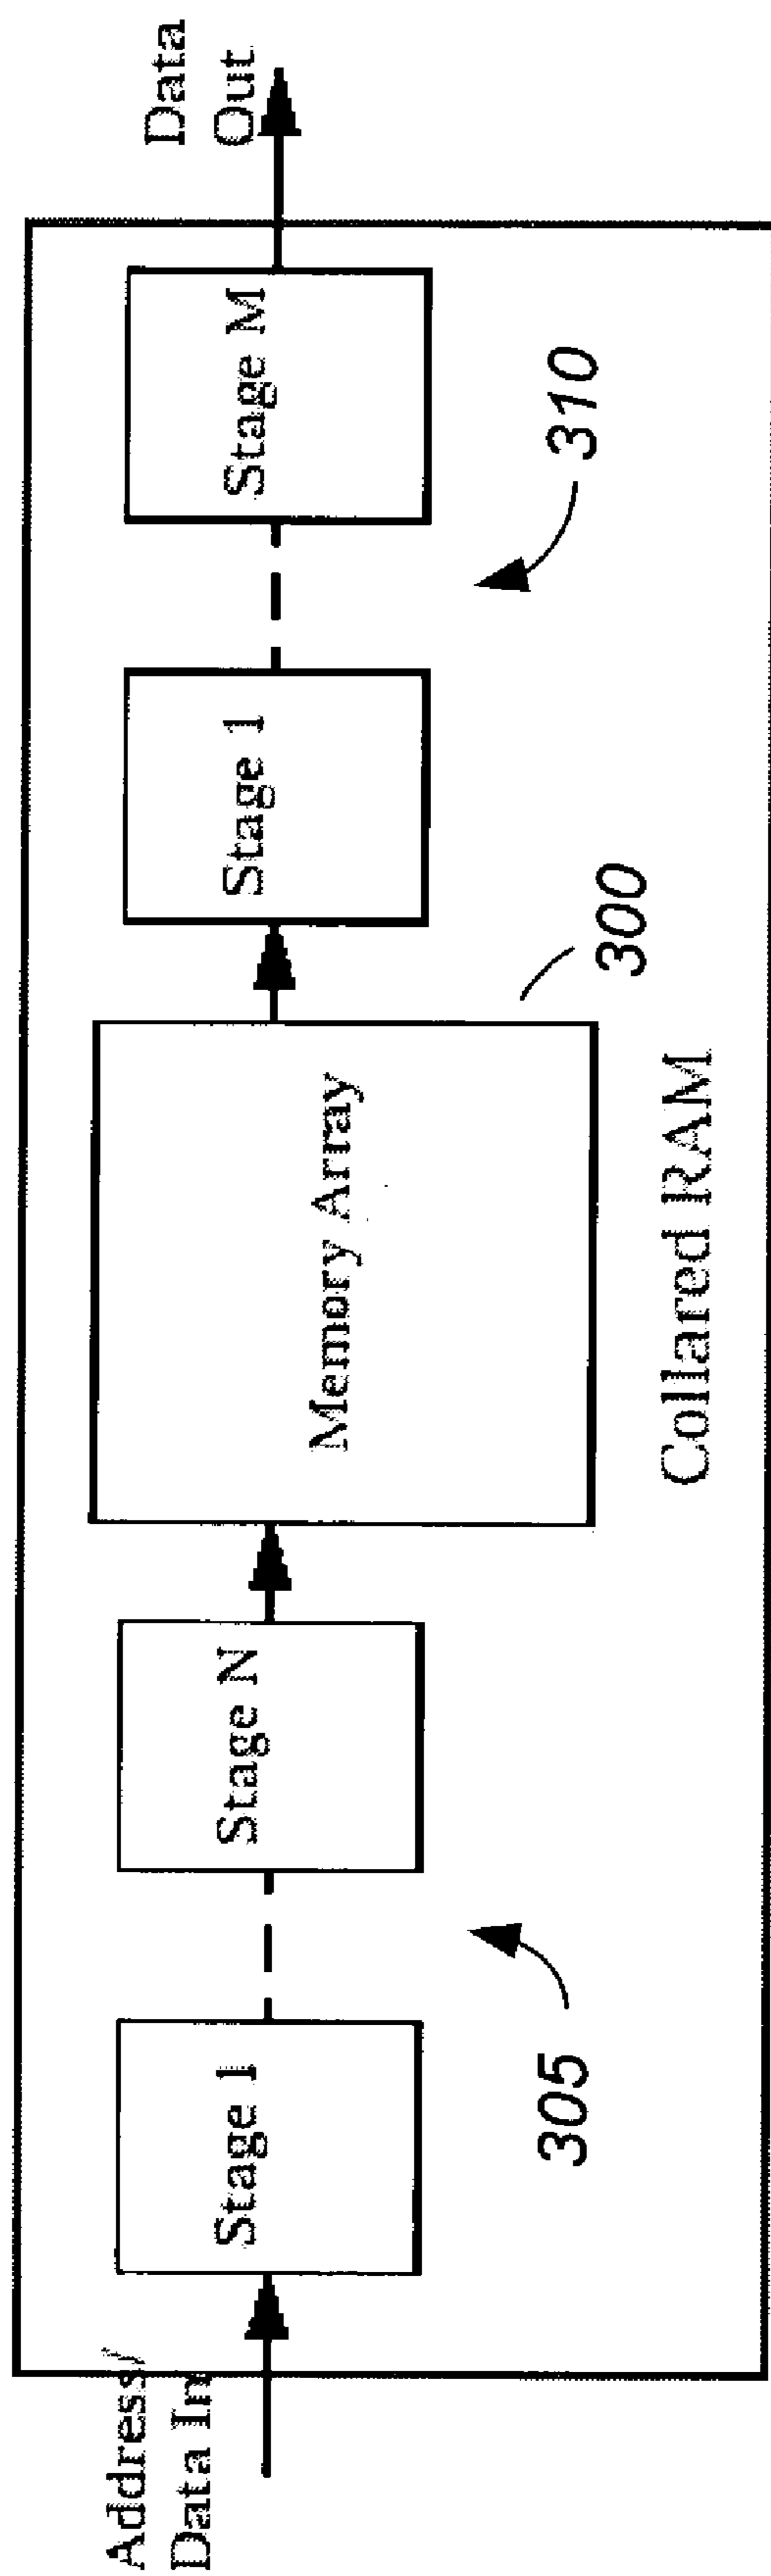 Address/
Data In
Stage 1
Stage N
Memory Array
Stage 1
Stage M
Data
Out
305
300
310
Collared RAM